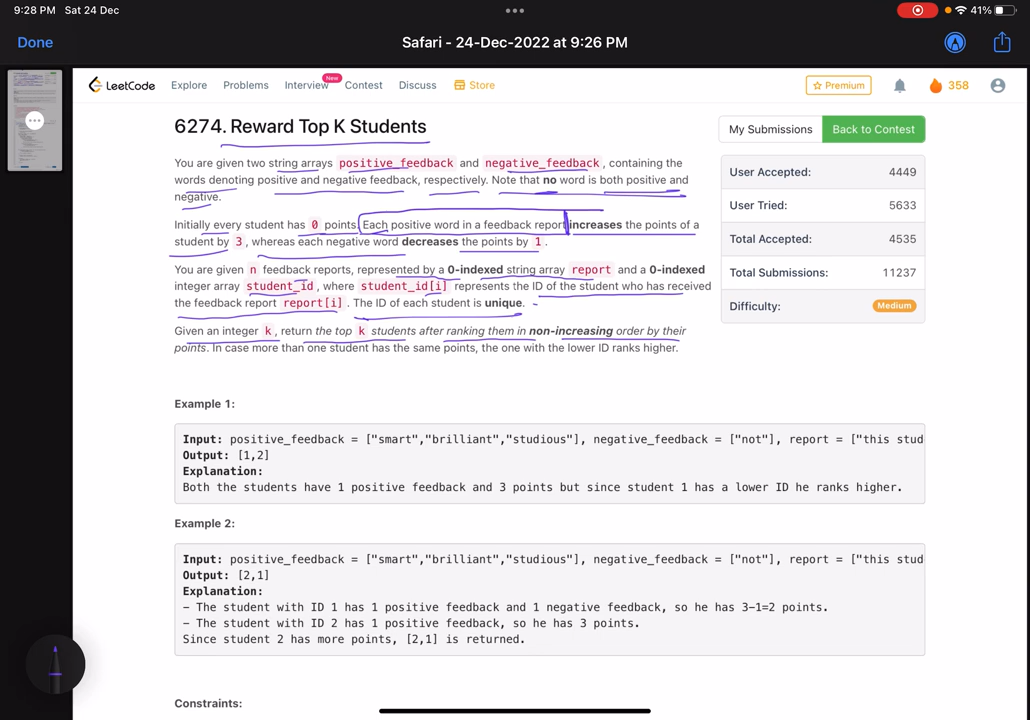 9:28 PM Sat 24 Dec
41%
Done
Safari - 24-Dec-2022 at 9:26 PM
LeetCode Explore Problems Interview New Contest Discuss Store Premium 358
6274. Reward Top K Students
My Submissions Back to Contest
You are given two string arrays positive_feedback and negative_feedback, containing the
words denoting positive and negative feedback, respectively. Note that no word is both positive and
negative.
Initially every student has 0 points. Each positive word in a feedback report increases the points of a
student by 3, whereas each negative word decreases the points by 1.
You are given n feedback reports, represented by a 0-indexed string array report and a 0-indexed
integer array student_id, where student_id[i] represents the ID of the student who has received
the feedback report report[i]. The ID of each student is unique.
Given an integer k, return the top k students after ranking them in non-increasing order by their
points. In case more than one student has the same points, the one with the lower ID ranks higher.
User Accepted: 4449
User Tried: 5633
Total Accepted: 4535
Total Submissions: 11237
Difficulty: Medium
Example 1:
Input: positive_feedback = ["smart","brilliant","studious"], negative_feedback = ["not"], report = ["this stud
Output: [1,2]
Explanation:
Both the students have 1 positive feedback and 3 points but since student 1 has a lower ID he ranks higher.
Example 2:
Input: positive_feedback = ["smart","brilliant","studious"], negative_feedback = ["not"], report = ["this stud
Output: [2,1]
Explanation:
- The student with ID 1 has 1 positive feedback and 1 negative feedback, so he has 3-1=2 points.
- The student with ID 2 has 1 positive feedback, so he has 3 points.
Since student 2 has more points, [2,1] is returned.
Constraints: